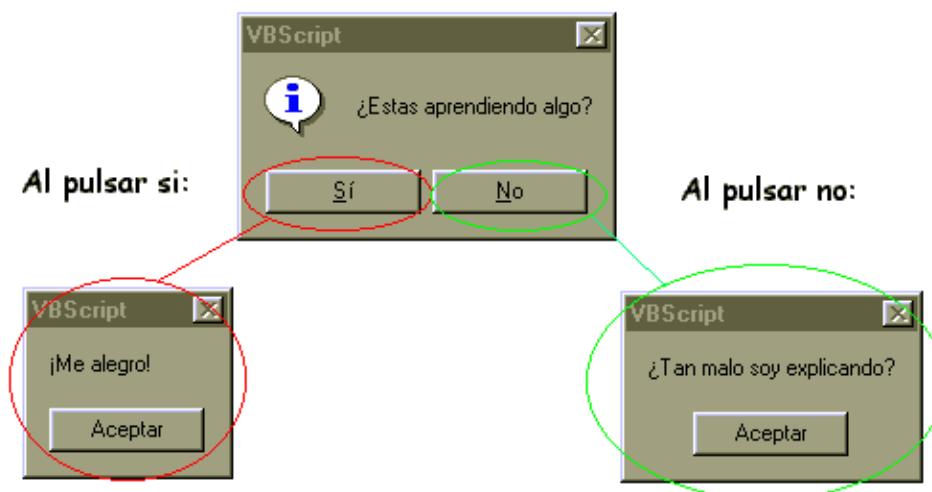 VBScript
¿Estas aprendiendo algo?
Al pulsar si:
Sí
No
Al pulsar no:
VBScript
¡Me alegro!
Aceptar
VBScript
¿Tan malo soy explicando?
Aceptar